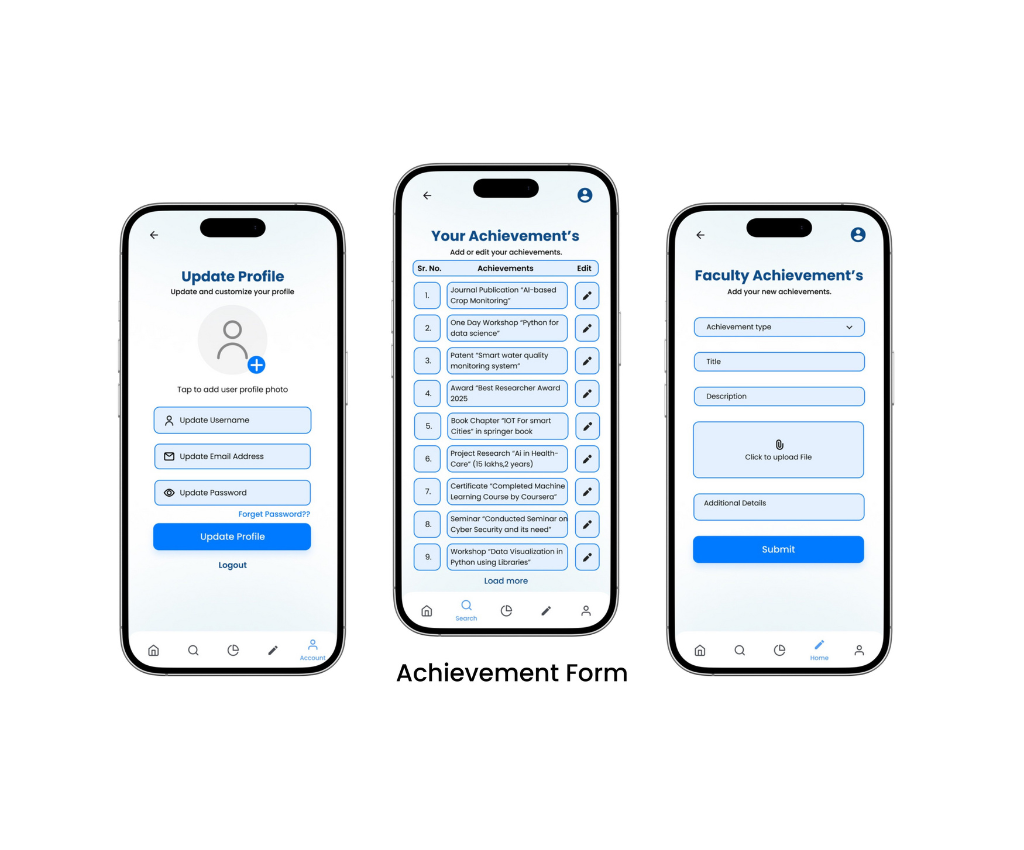 Update Profile
Update and customize your profile
Tap to add user profile photo
Update Username
Update Email Address
Update Password
Forget Password??
Update Profile
Logout
Account
Your Achievement's
Add or edit your achievements.
Sr. No. Achievements Edit
1. Journal Publication "AI-based
Crop Monitoring"
2. One Day Workshop "Python for
data science"
3. Patent "Smart water quality
monitoring system"
4. Award "Best Researcher Award
2025
5. Book Chapter "IOT For smart
Cities" in springer book
6. Project Research "Ai in Health-
Care" (15 lakhs,2 years)
7. Certificate "Completed Machine
Learning Course by Coursera"
8. Seminar "Conducted Seminar on
Cyber Security and its need"
9. Workshop "Data Visualization in
Python using Libraries"
Load more
Search
Faculty Achievement's
Add your new achievements.
Achievement type
Title
Description
Click to upload File
Additional Details
Submit
Home
Achievement Form